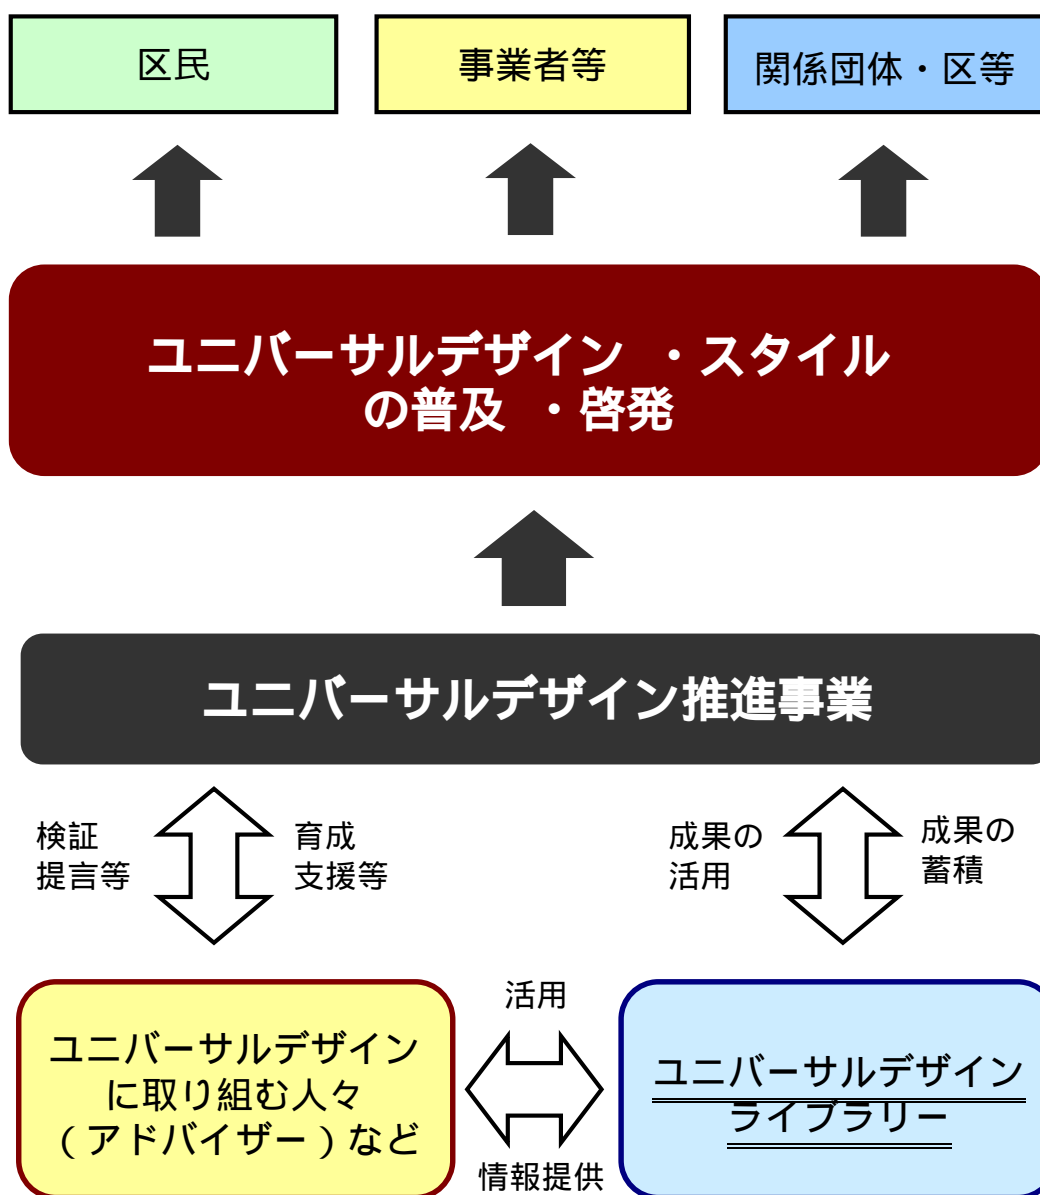 区民
事業者等
関係団体・区等
ユニバーサルデザイン ・スタイル
の普及 ・啓発
ユニバーサルデザイン推進事業
検証
提言等
育成
支援等
成果の
活用
成果の
蓄積
ユニバーサルデザイン
に取り組む人々
(アドバイザー)など
活用
情報提供
ユニバーサルデザイン
ライブラリー